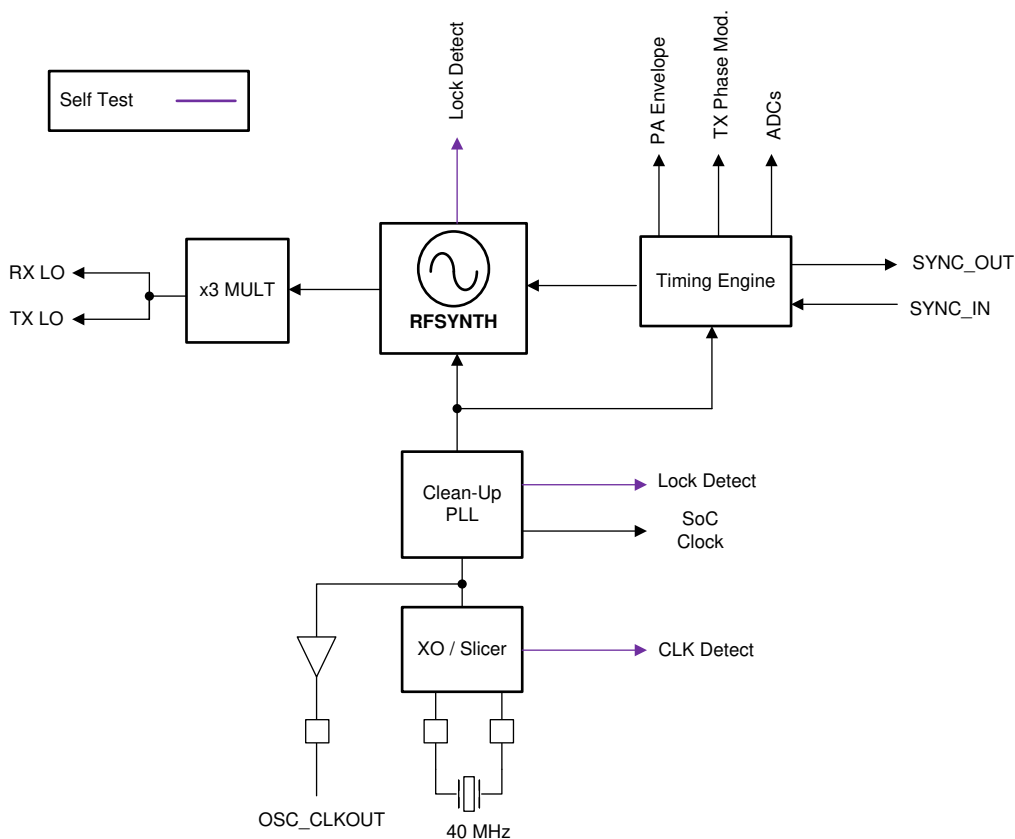 Self Test
Lock Detect
PA Envelope
TX Phase Mod.
ADCs
RX LO
TX LO
x3 MULT
RFSYNTH
Timing Engine
SYNC_OUT
SYNC_IN
Clean-Up
PLL
Lock Detect
SoC
Clock
XO / Slicer
CLK Detect
OSC_CLKOUT
40 MHz